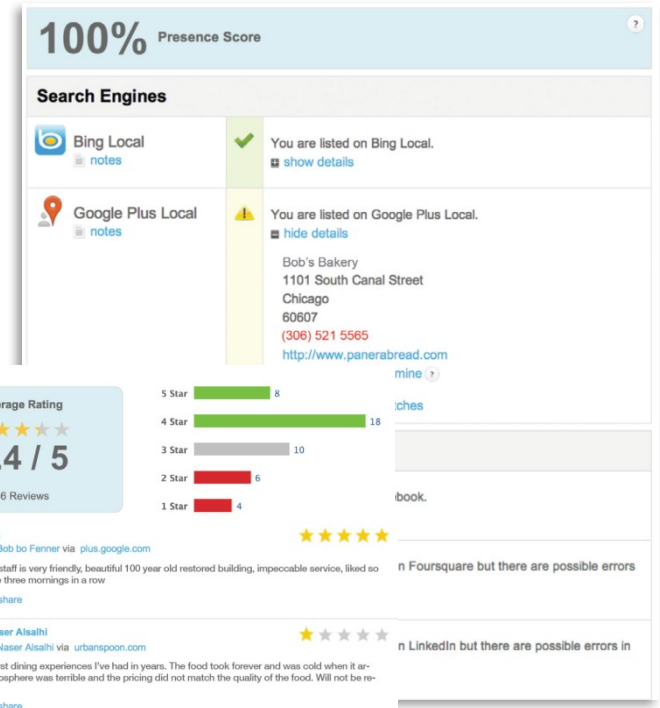 100% Presence Score
?
Search Engines
Bing Local
notes
You are listed on Bing Local.
show details
Google Plus Local
notes
You are listed on Google Plus Local.
hide details
Bob's Bakery
1101 South Canal Street
Chicago
60607
(306) 521 5565
http://www.panerabread.com
mine ?
ches
book.
n Foursquare but there are possible errors
n LinkedIn but there are possible errors in
rage Rating
.4 / 5
6 Reviews
5 Star 8
4 Star 18
3 Star 10
2 Star 6
1 Star 4
Bob bo Fenner via plus.google.com
staff is very friendly, beautiful 100 year old restored building, impeccable service, liked so
three mornings in a row
share
ser Alsalhi
Naser Alsalhi via urbanspoon.com
st dining experiences I've had in years. The food took forever and was cold when it ar-
osphere was terrible and the pricing did not match the quality of the food. Will not be re-
share